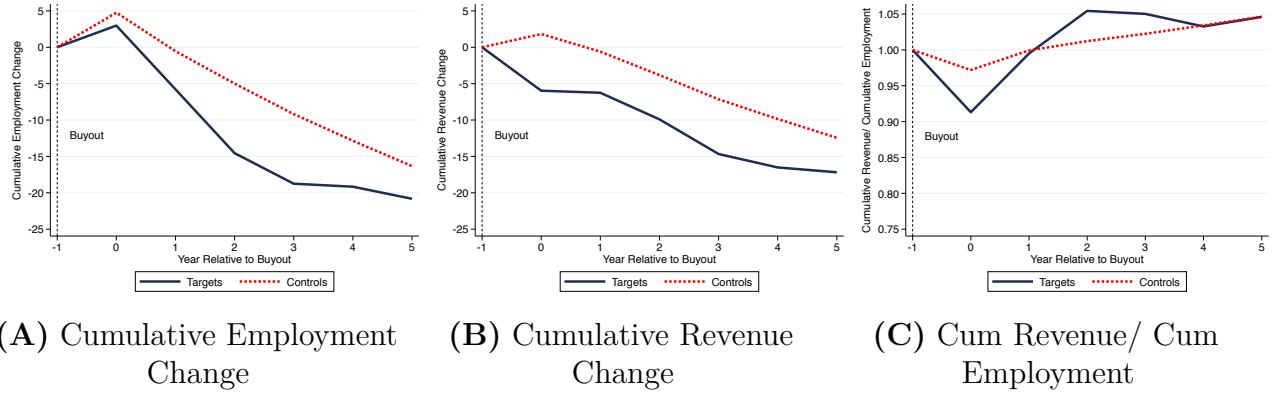 Cumulative Employment Change
5
0
-5
-10
-15
-20
-25
Buyout
-1 0 1 2 3 4 5
Year Relative to Buyout
Targets Controls
(A) Cumulative Employment
Change
Cumulative Revenue Change
5
0
-5
-10
-15
-20
-25
Buyout
-1 0 1 2 3 4 5
Year Relative to Buyout
Targets Controls
(B) Cumulative Revenue
Change
Cumulative Revenue/ Cumulative Employment
1.05
1.00
0.95
0.90
0.85
0.80
0.75
Buyout
-1 0 1 2 3 4 5
Year Relative to Buyout
Targets Controls
(C) Cum Revenue/ Cum
Employment